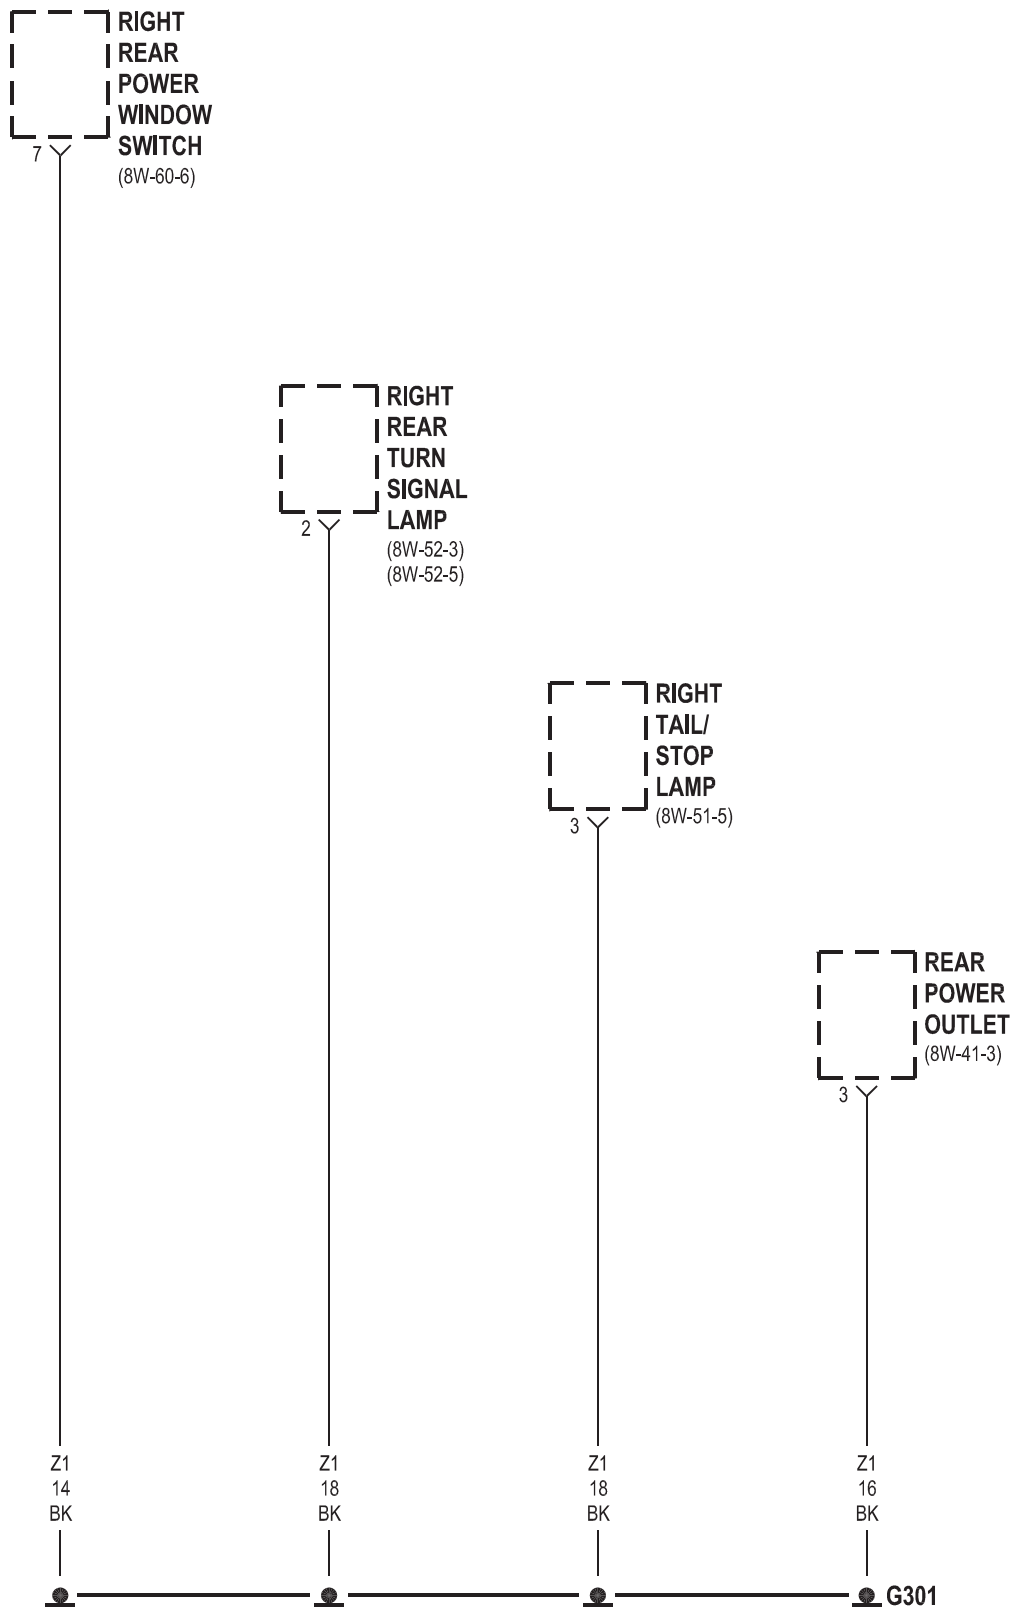 RIGHT
REAR
POWER
WINDOW
SWITCH
(8W-60-6)
7
RIGHT
REAR
TURN
SIGNAL
LAMP
(8W-52-3)
(8W-52-5)
2
RIGHT
TAIL/
STOP
LAMP
(8W-51-5)
3
REAR
POWER
OUTLET
(8W-41-3)
3
Z1
14
BK
Z1
18
BK
Z1
18
BK
Z1
16
BK
G301